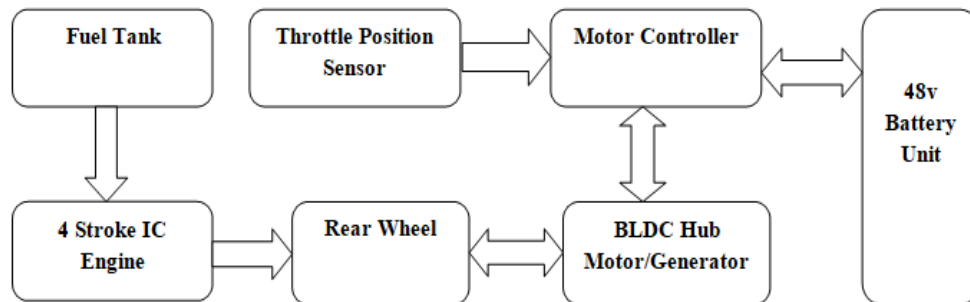 Fuel Tank
Throttle Position
Sensor
Motor Controller
48v
Battery
Unit
4 Stroke IC
Engine
Rear Wheel
BLDC Hub
Motor/Generator